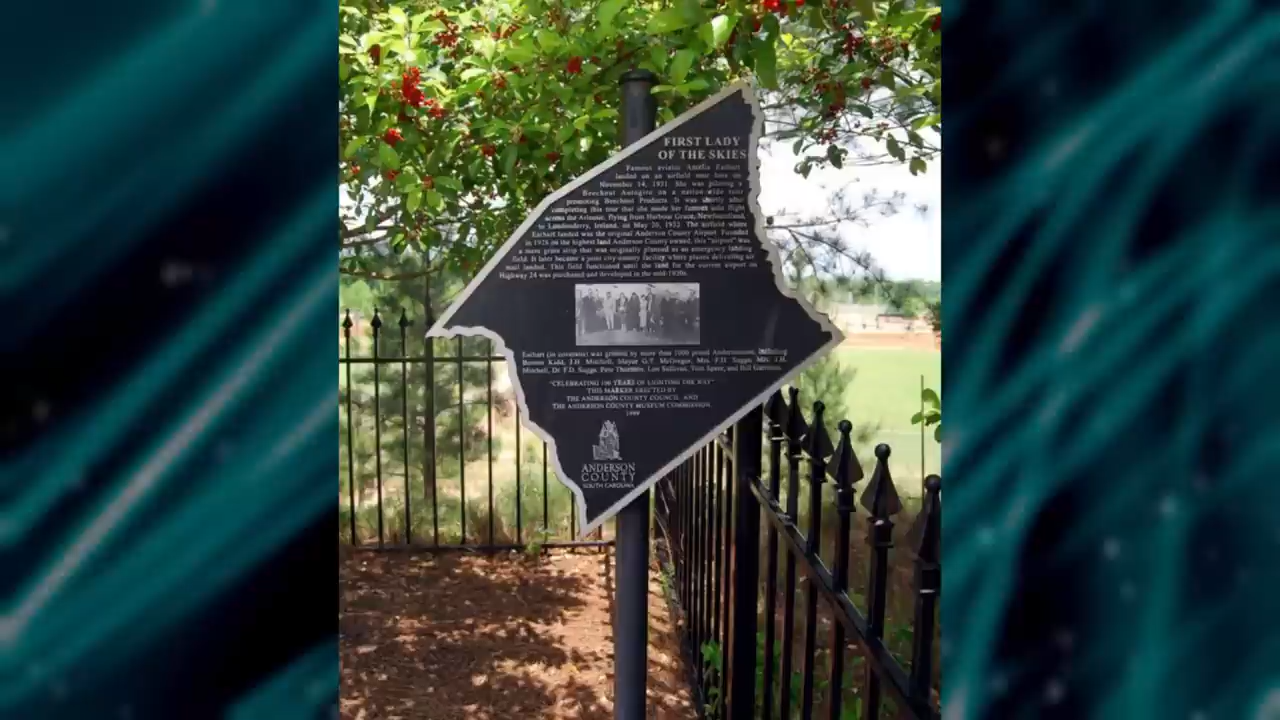 FIRST LADY
OF THE SKIES
Famous aviator Amelia Earhart
landed on an airfield near here on
November 14, 1931. She was piloting a
Beechnut Autogiro on a nation-wide tour
promoting Beechnut Products. It was shortly after
completing this tour that she made her famous solo flight
across the Atlantic, flying from Harbour Grace, Newfoundland,
to Londonderry, Ireland, on May 20, 1932. The airfield where
Earhart landed was the original Anderson County Airport. Founded
in 1928 on the highest land Anderson County owned, this "airport" was
a mere grass strip that was originally planned as an emergency landing
field. It later became a joint city-county facility where planes delivering air
mail landed. This field functioned until the land for the current airport on
Highway 24 was purchased and developed in the
Earhart (in coveralls) was greeted by more than 1000 proud Andersonians, including
Kidd, J.H. Mitchell, Mayor G.T. McGregor, Mrs. F.D. Suggs, Mrs. J.H.
Mitchell, Dr. F.D. Suggs, Pete Thornton, Lon Sullivan, Tom Speer, and Bill Gaines
"CELEBRATING 100 YEARS OF LIGHTING THE WAY"
THIS MARKER ERECTED BY
THE ANDERSON COUNTY COUNCIL AND
THE ANDERSON COUNTY MUSEUM COMMISSION,
1999
ANDERSON
COUNTY
SOUTH CAROLINA